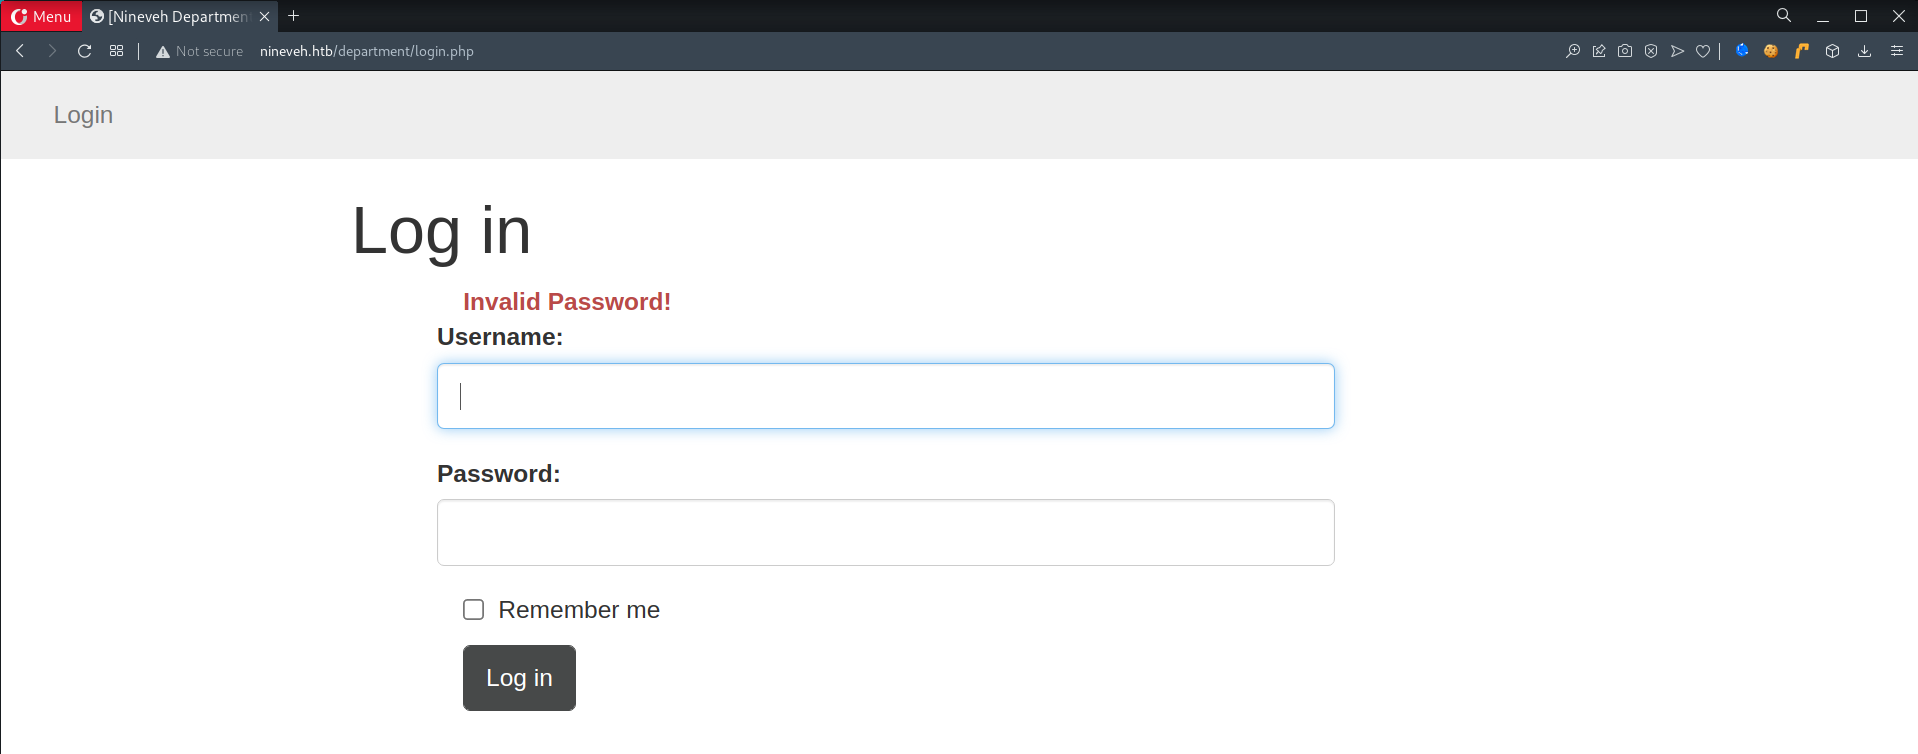 Menu [Nineveh Departmen
Not secure nineveh.htb/department/login.php
Login
Log in
Invalid Password!
Username:
Password:
Remember me
Log in